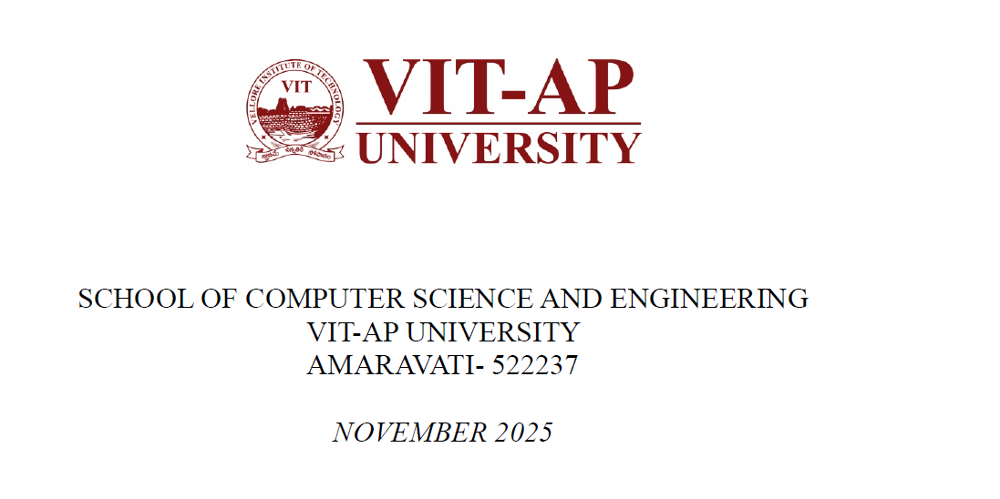 VELLORE INSTITUTE OF TECHNOLOGY
VIT
VIT-AP
UNIVERSITY
SCHOOL OF COMPUTER SCIENCE AND ENGINEERING
VIT-AP UNIVERSITY
AMARAVATI- 522237
NOVEMBER 2025